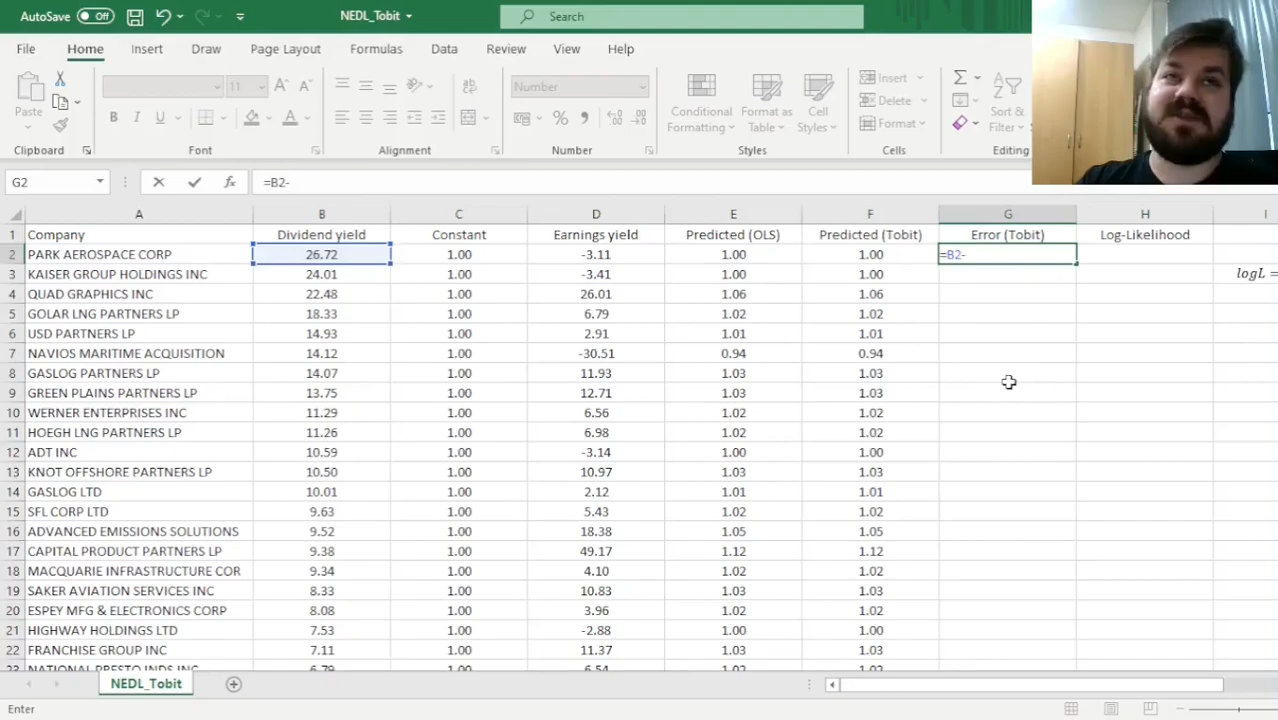 AutoSave Off NEDL_Tobit Search
File Home Insert Draw Page Layout Formulas Data Review View Help
Paste 11 Number Conditional Formatting Format as Table Cell Styles Insert Delete Format Sort & Filter
Clipboard Font Alignment Number Styles Cells Editing
G2 =B2-
A B C D E F G H I
1 Company Dividend yield Constant Earnings yield Predicted (OLS) Predicted (Tobit) Error (Tobit) Log-Likelihood
2 PARK AEROSPACE CORP 26.72 1.00 -3.11 1.00 1.00 =B2-
3 KAISER GROUP HOLDINGS INC 24.01 1.00 -3.41 1.00 1.00 logL =
4 QUAD GRAPHICS INC 22.48 1.00 26.01 1.06 1.06
5 GOLAR LNG PARTNERS LP 18.33 1.00 6.79 1.02 1.02
6 USD PARTNERS LP 14.93 1.00 2.91 1.01 1.01
7 NAVIOS MARITIME ACQUISITION 14.12 1.00 -30.51 0.94 0.94
8 GASLOG PARTNERS LP 14.07 1.00 11.93 1.03 1.03
9 GREEN PLAINS PARTNERS LP 13.75 1.00 12.71 1.03 1.03
10 WERNER ENTERPRISES INC 11.29 1.00 6.56 1.02 1.02
11 HOEGH LNG PARTNERS LP 11.26 1.00 6.98 1.02 1.02
12 ADT INC 10.59 1.00 -3.14 1.00 1.00
13 KNOT OFFSHORE PARTNERS LP 10.50 1.00 10.97 1.03 1.03
14 GASLOG LTD 10.01 1.00 2.12 1.01 1.01
15 SFL CORP LTD 9.63 1.00 5.43 1.02 1.02
16 ADVANCED EMISSIONS SOLUTIONS 9.52 1.00 18.38 1.05 1.05
17 CAPITAL PRODUCT PARTNERS LP 9.38 1.00 49.17 1.12 1.12
18 MACQUARIE INFRASTRUCTURE COR 9.34 1.00 4.10 1.02 1.02
19 SAKER AVIATION SERVICES INC 8.33 1.00 10.83 1.03 1.03
20 ESPEY MFG & ELECTRONICS CORP 8.08 1.00 3.96 1.02 1.02
21 HIGHWAY HOLDINGS LTD 7.53 1.00 -2.88 1.00 1.00
22 FRANCHISE GROUP INC 7.11 1.00 11.37 1.03 1.03
23 NATIONAL PRESTO INDS INC 6.79 1.00 6.54 1.02 1.02
NEDL_Tobit
Enter